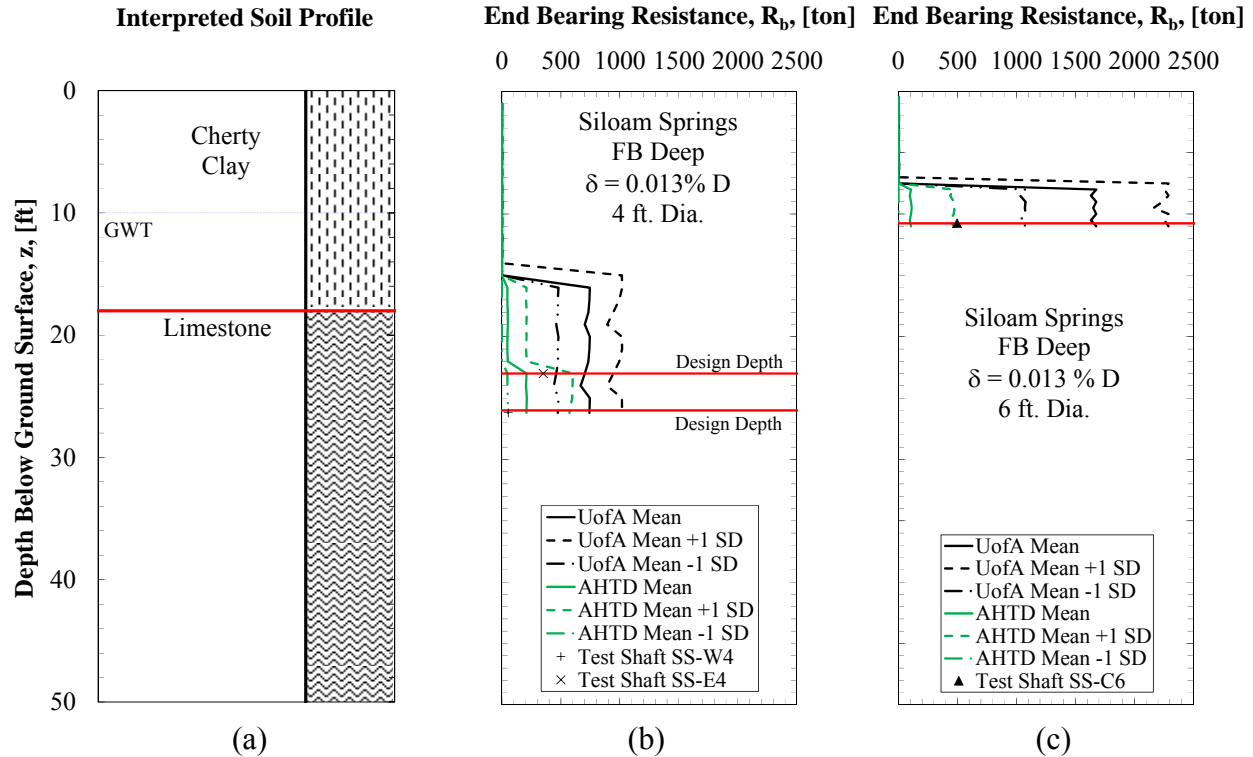 Interpreted Soil Profile
Depth Below Ground Surface, z, [ft]
0
10
20
30
40
50
Cherty
Clay
GWT
Limestone
(a)
End Bearing Resistance, Rb, [ton]
0 500 1000 1500 2000 2500
Siloam Springs
FB Deep
δ = 0.013% D
4 ft. Dia.
Design Depth
Design Depth
UofA Mean
UofA Mean +1 SD
UofA Mean -1 SD
AHTD Mean
AHTD Mean +1 SD
AHTD Mean -1 SD
Test Shaft SS-W4
Test Shaft SS-E4
(b)
End Bearing Resistance, Rb, [ton]
0 500 1000 1500 2000 2500
Siloam Springs
FB Deep
δ = 0.013 % D
6 ft. Dia.
UofA Mean
UofA Mean +1 SD
UofA Mean -1 SD
AHTD Mean
AHTD Mean +1 SD
AHTD Mean -1 SD
Test Shaft SS-C6
(c)